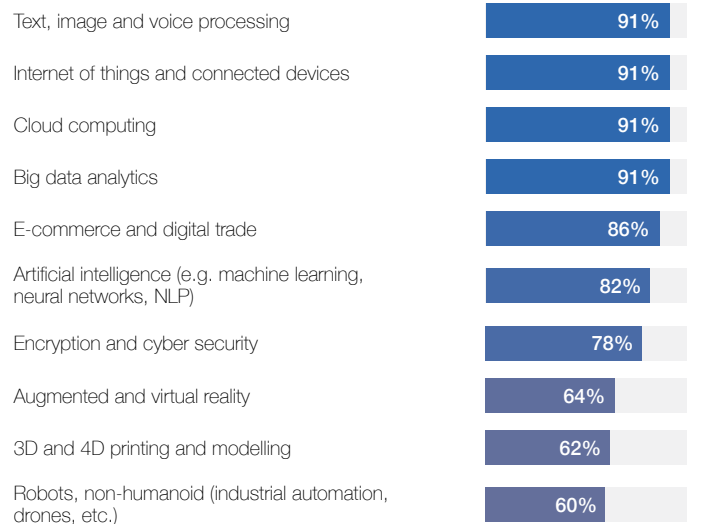 Text, image and voice processing 91%
Internet of things and connected devices 91%
Cloud computing 91%
Big data analytics 91%
E-commerce and digital trade 86%
Artificial intelligence (e.g. machine learning,
neural networks, NLP) 82%
Encryption and cyber security 78%
Augmented and virtual reality 64%
3D and 4D printing and modelling 62%
Robots, non-humanoid (industrial automation,
drones, etc.) 60%